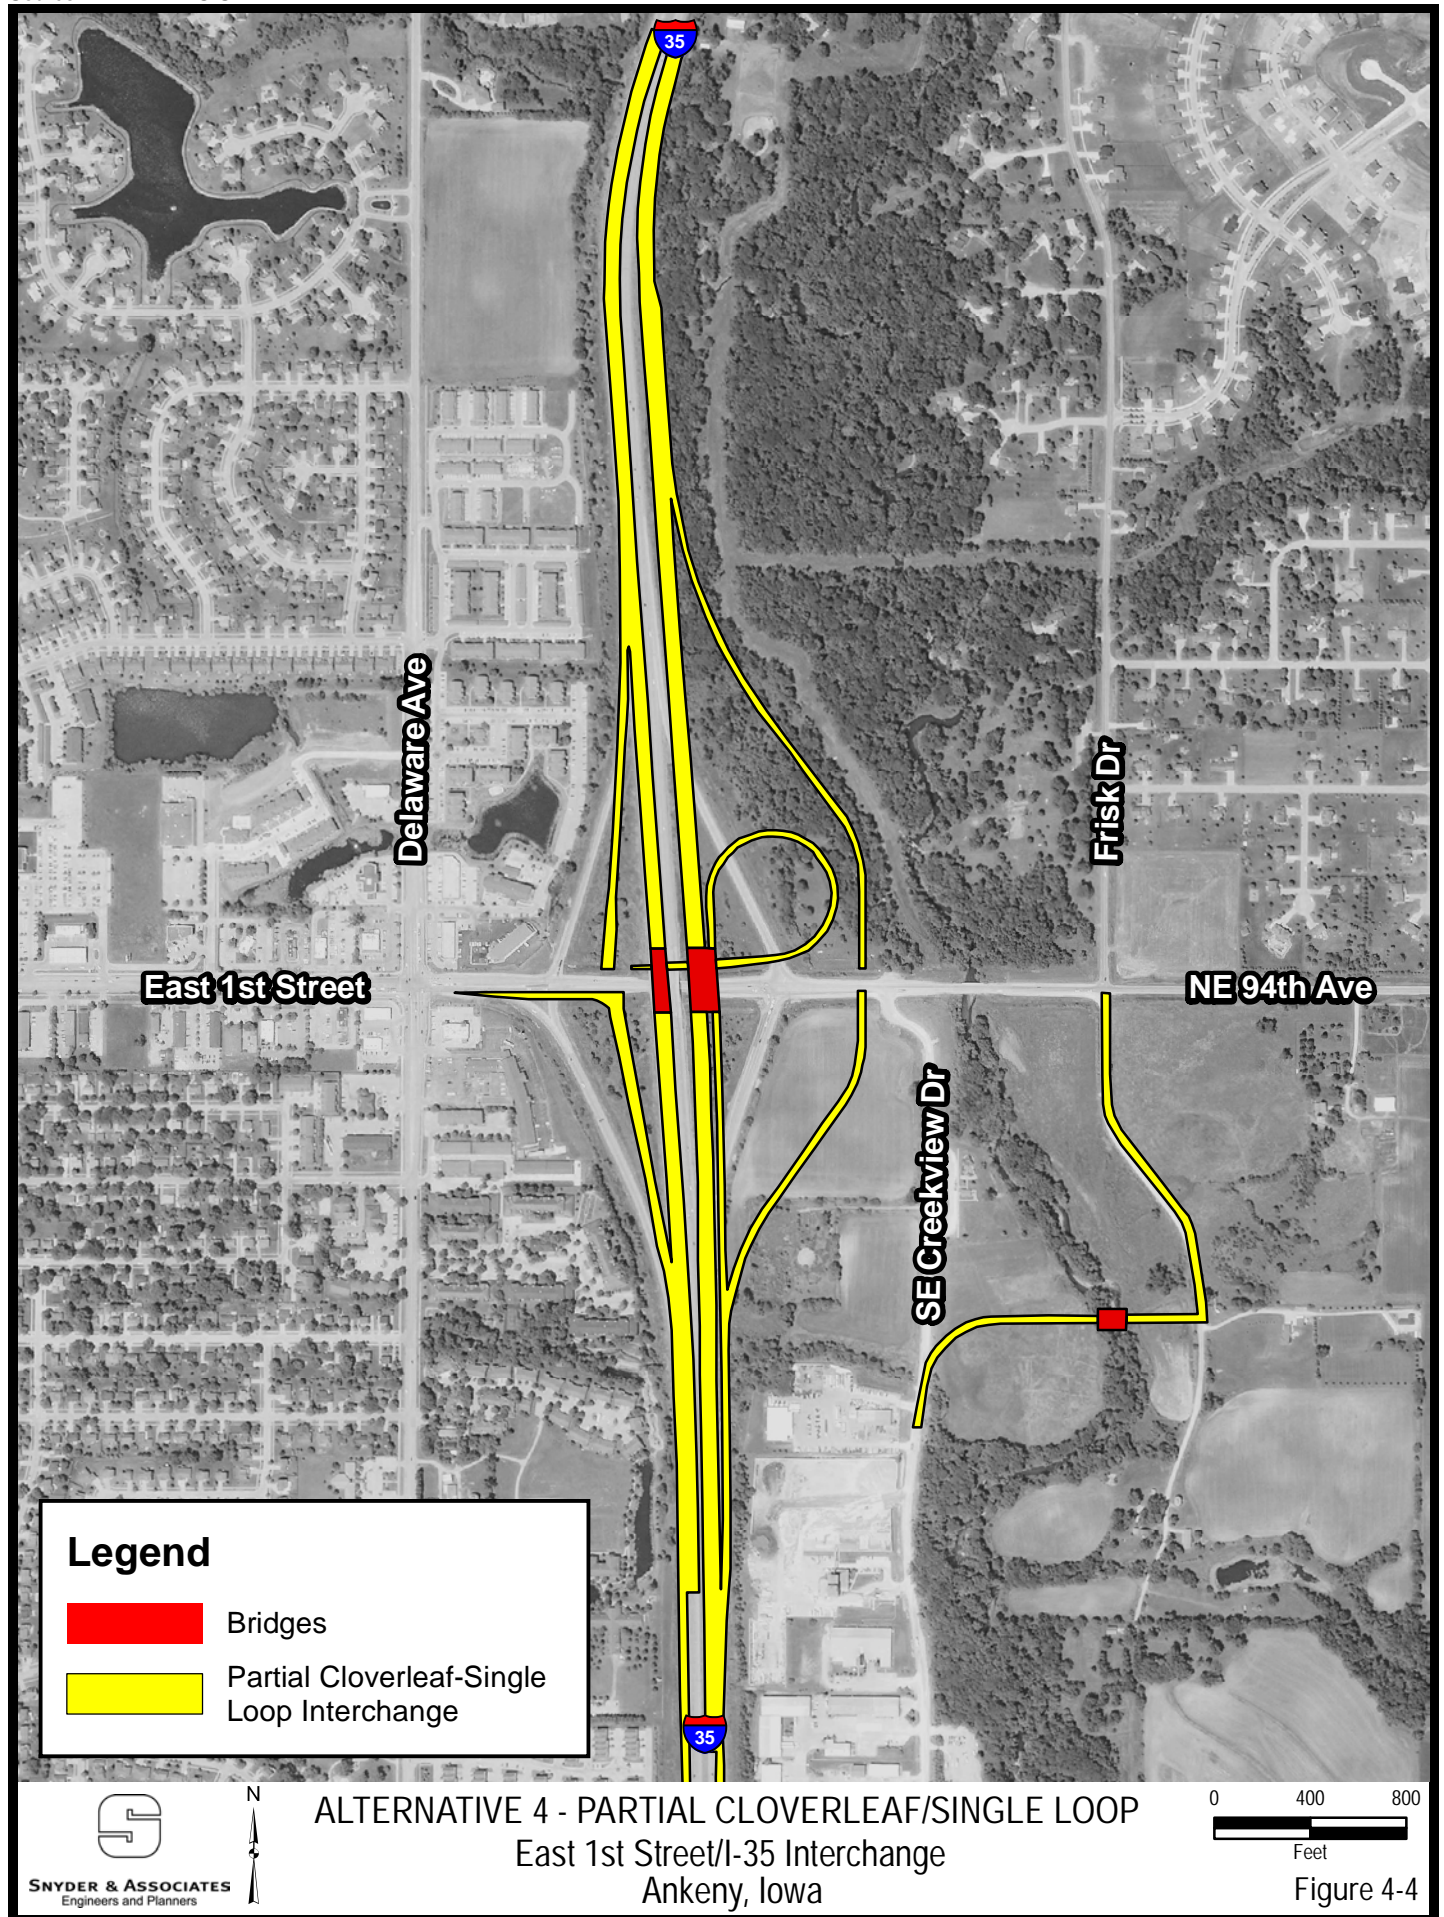 35
Delaware Ave
Frisk Dr
East 1st Street
NE 94th Ave
SE Creekview Dr
Legend
Bridges
Partial Cloverleaf-Single
Loop Interchange
35
N
ALTERNATIVE 4 - PARTIAL CLOVERLEAF/SINGLE LOOP
East 1st Street/I-35 Interchange
Ankeny, Iowa
S
SNYDER & ASSOCIATES
Engineers and Planners
0 400 800
Feet
Figure 4-4